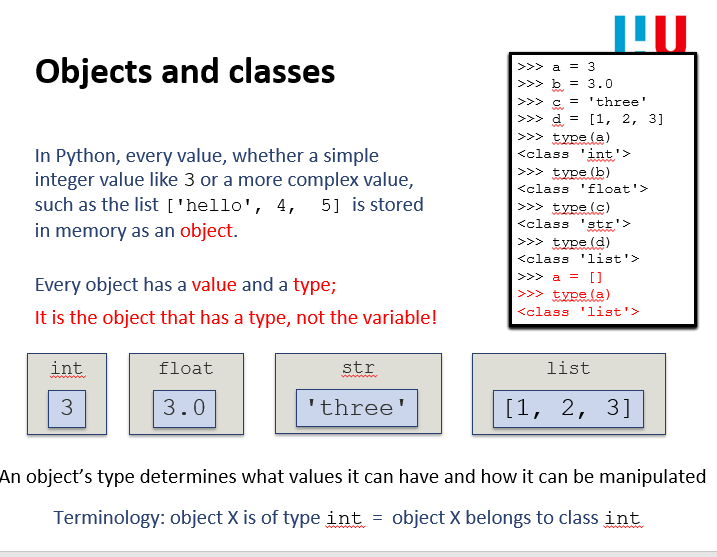 Objects and classes
In Python, every value, whether a simple
integer value like 3 or a more complex value,
such as the list ['hello', 4,  5] is stored
in memory as an object.
Every object has a value and a type;
It is the object that has a type, not the variable!
>>> a = 3
>>> b = 3.0
>>> c = 'three'
>>> d = [1, 2, 3]
>>> type(a)
<class 'int'>
>>> type(b)
<class 'float'>
>>> type(c)
<class 'str'>
>>> type(d)
<class 'list'>
>>> a = []
>>> type(a)
<class 'list'>
int
3
float
3.0
str
'three'
list
[1, 2, 3]
An object’s type determines what values it can have and how it can be manipulated
Terminology: object X is of type int = object X belongs to class int